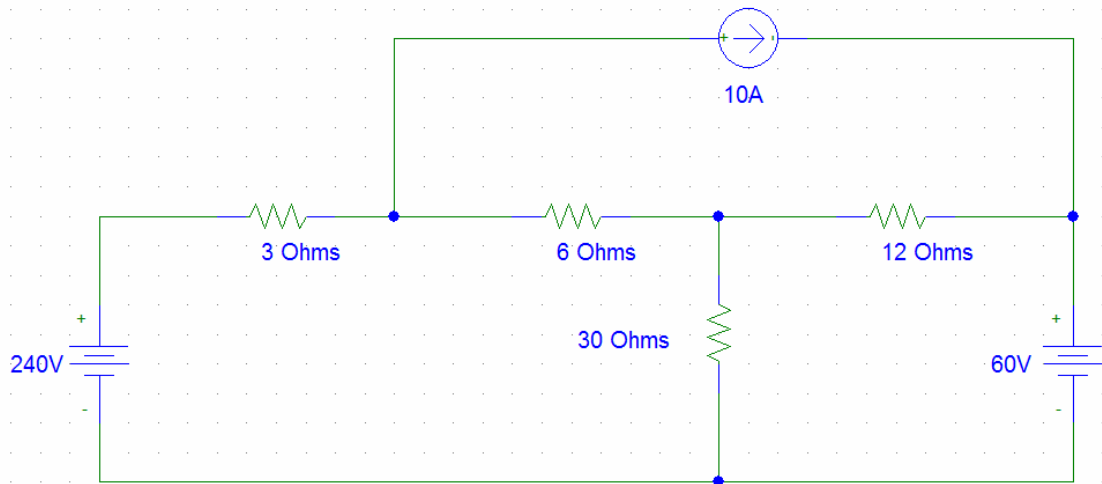 + -
10A
3 Ohms
6 Ohms
12 Ohms
+
+
30 Ohms
240V
60V
-
-